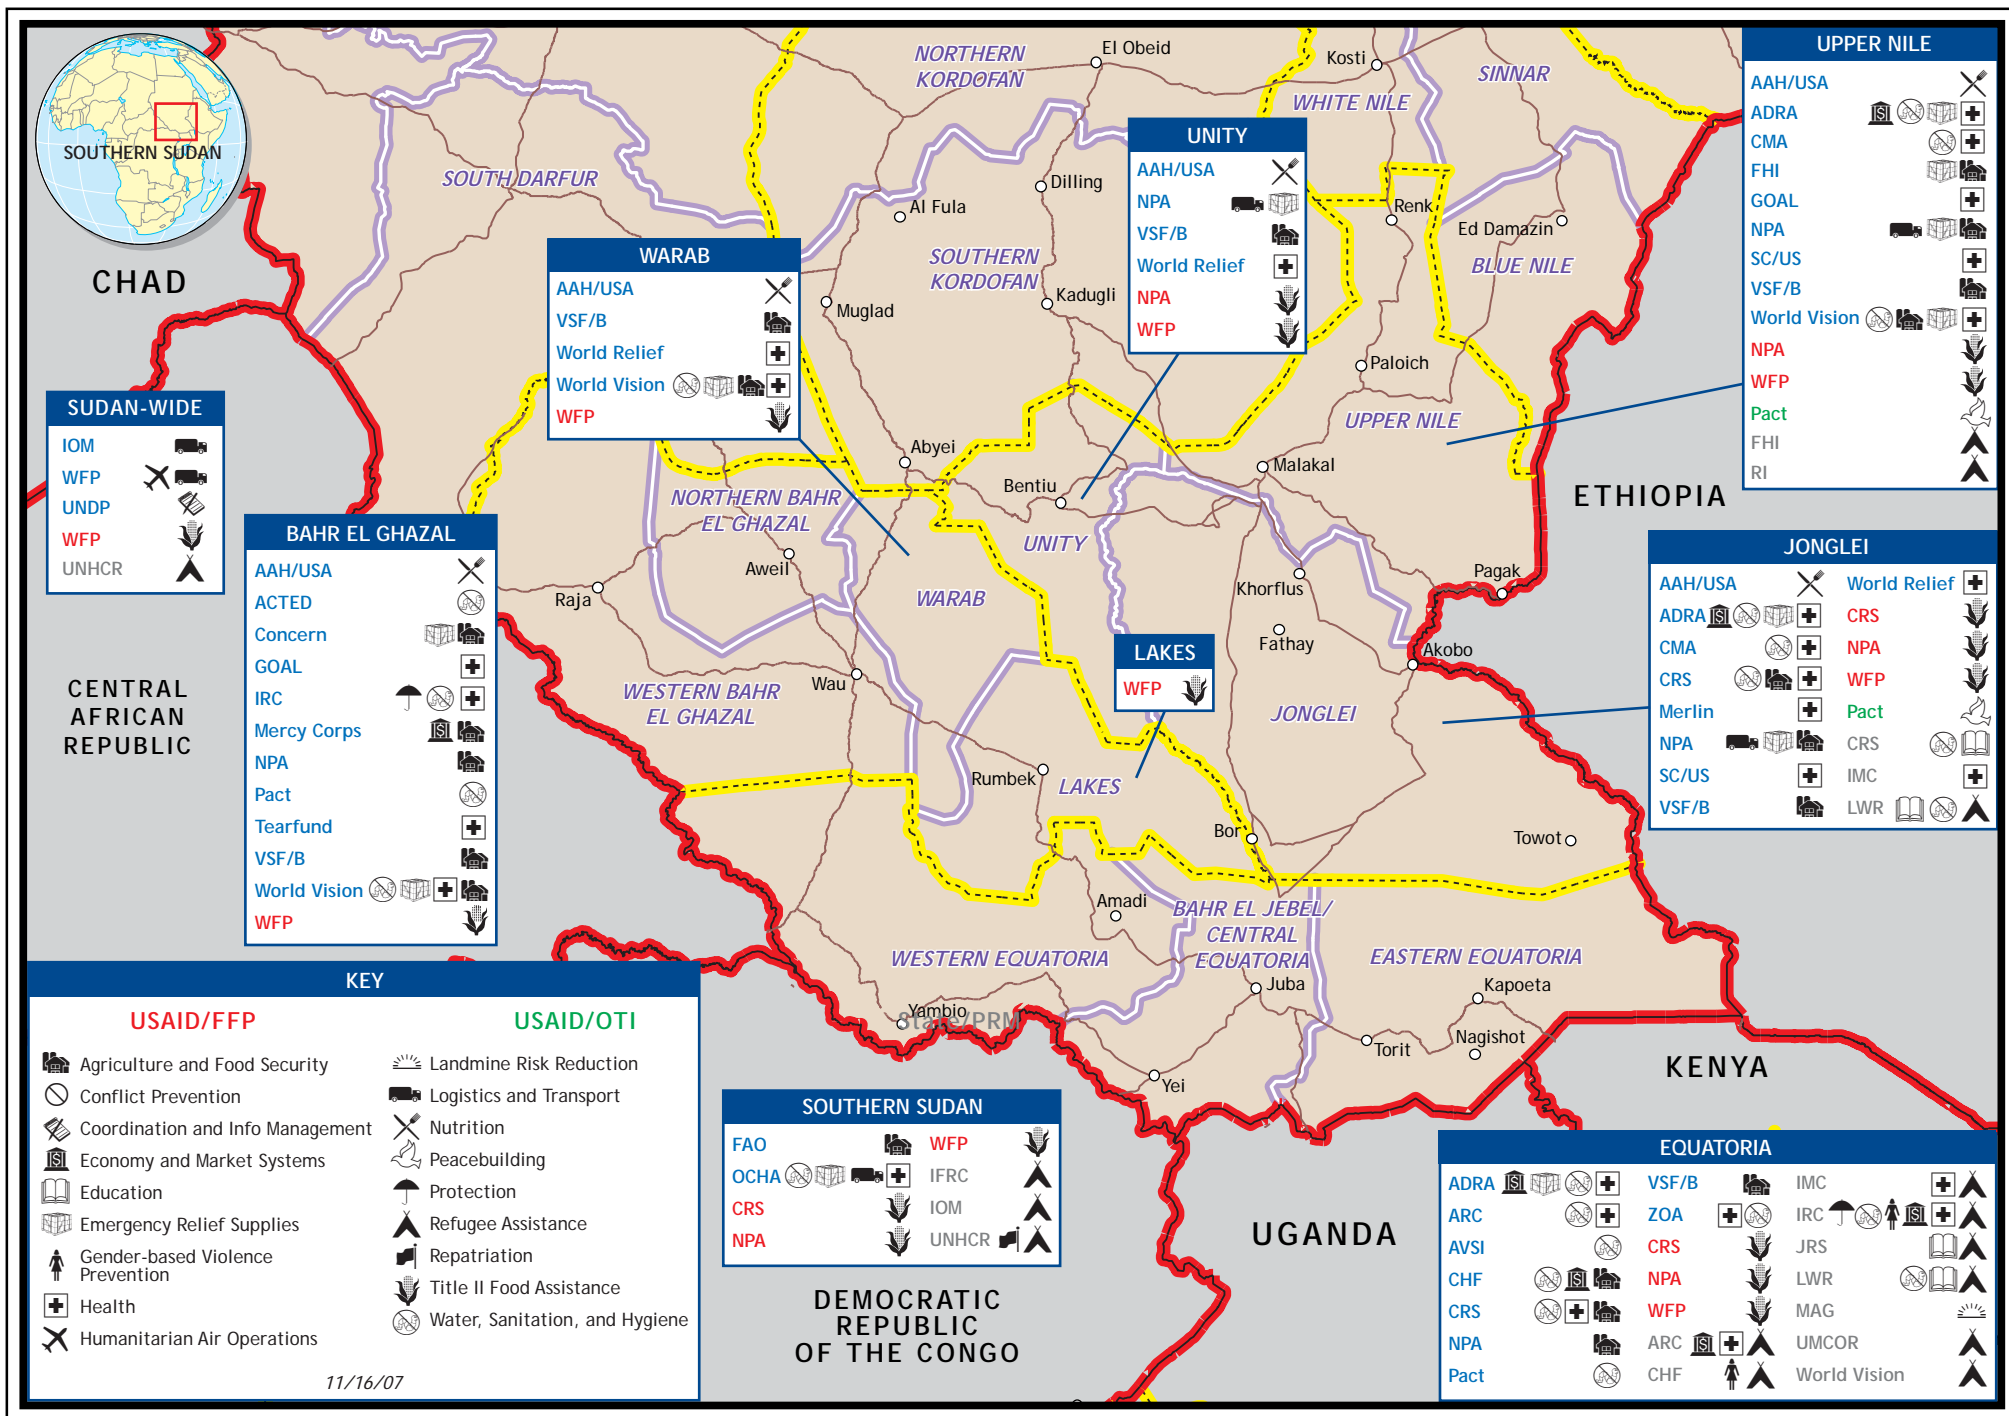 SOUTHERN SUDAN
CHAD
CENTRAL
AFRICAN
REPUBLIC
ETHIOPIA
KENYA
UGANDA
DEMOCRATIC
REPUBLIC
OF THE CONGO
NORTHERN
KORDOFAN
El Obeid
Kosti
SINNAR
WHITE NILE
SOUTH DARFUR
Dilling
Al Fula
Renk
Ed Damazin
SOUTHERN
KORDOFAN
BLUE NILE
Muglad
Kadugli
Paloich
UPPER NILE
Abyei
Malakal
Bentiu
NORTHERN BAHR
EL GHAZAL
UNITY
Aweil
Raja
WARAB
Khorflus
Pagak
Fathay
Akobo
Wau
WESTERN BAHR
EL GHAZAL
JONGLEI
Rumbek
LAKES
Bor
Towot
Amadi
BAHR EL JEBEL/
CENTRAL
EQUATORIA
WESTERN EQUATORIA
EASTERN EQUATORIA
Juba
Kapoeta
Yambio
State/PRM
Torit
Nagishot
Yei
UPPER NILE
AAH/USA
ADRA
CMA
FHI
GOAL
NPA
SC/US
VSF/B
World Vision
NPA
WFP
Pact
FHI
RI
UNITY
AAH/USA
NPA
VSF/B
World Relief
NPA
WFP
WARAB
AAH/USA
VSF/B
World Relief
World Vision
WFP
SUDAN-WIDE
IOM
WFP
UNDP
WFP
UNHCR
BAHR EL GHAZAL
AAH/USA
ACTED
Concern
GOAL
IRC
Mercy Corps
NPA
Pact
Tearfund
VSF/B
World Vision
WFP
LAKES
WFP
JONGLEI
AAH/USA
ADRA
CMA
CRS
Merlin
NPA
SC/US
VSF/B
World Relief
CRS
NPA
WFP
Pact
CRS
IMC
LWR
KEY
USAID/FFP
USAID/OTI
Agriculture and Food Security
Conflict Prevention
Coordination and Info Management
Economy and Market Systems
Education
Emergency Relief Supplies
Gender-based Violence
Prevention
Health
Humanitarian Air Operations
Landmine Risk Reduction
Logistics and Transport
Nutrition
Peacebuilding
Protection
Refugee Assistance
Repatriation
Title II Food Assistance
Water, Sanitation, and Hygiene
11/16/07
SOUTHERN SUDAN
FAO
OCHA
CRS
NPA
WFP
IFRC
IOM
UNHCR
EQUATORIA
ADRA
ARC
AVSI
CHF
CRS
NPA
Pact
VSF/B
ZOA
CRS
NPA
WFP
ARC
CHF
IMC
IRC
JRS
LWR
MAG
UMCOR
World Vision